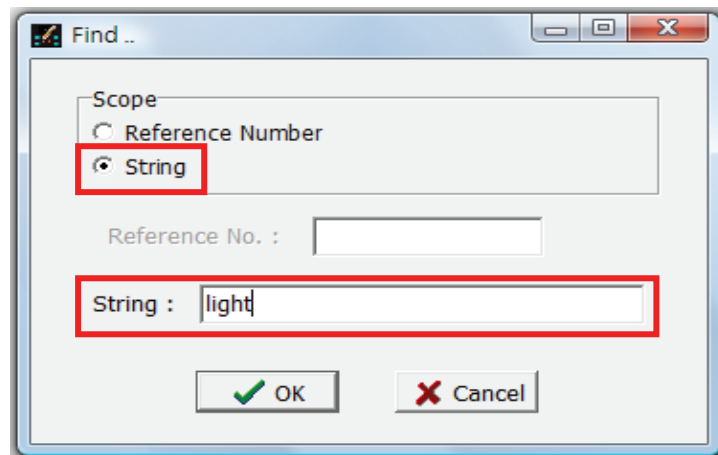 Find ..
Scope
Reference Number
String
Reference No. :
String : light
OK Cancel